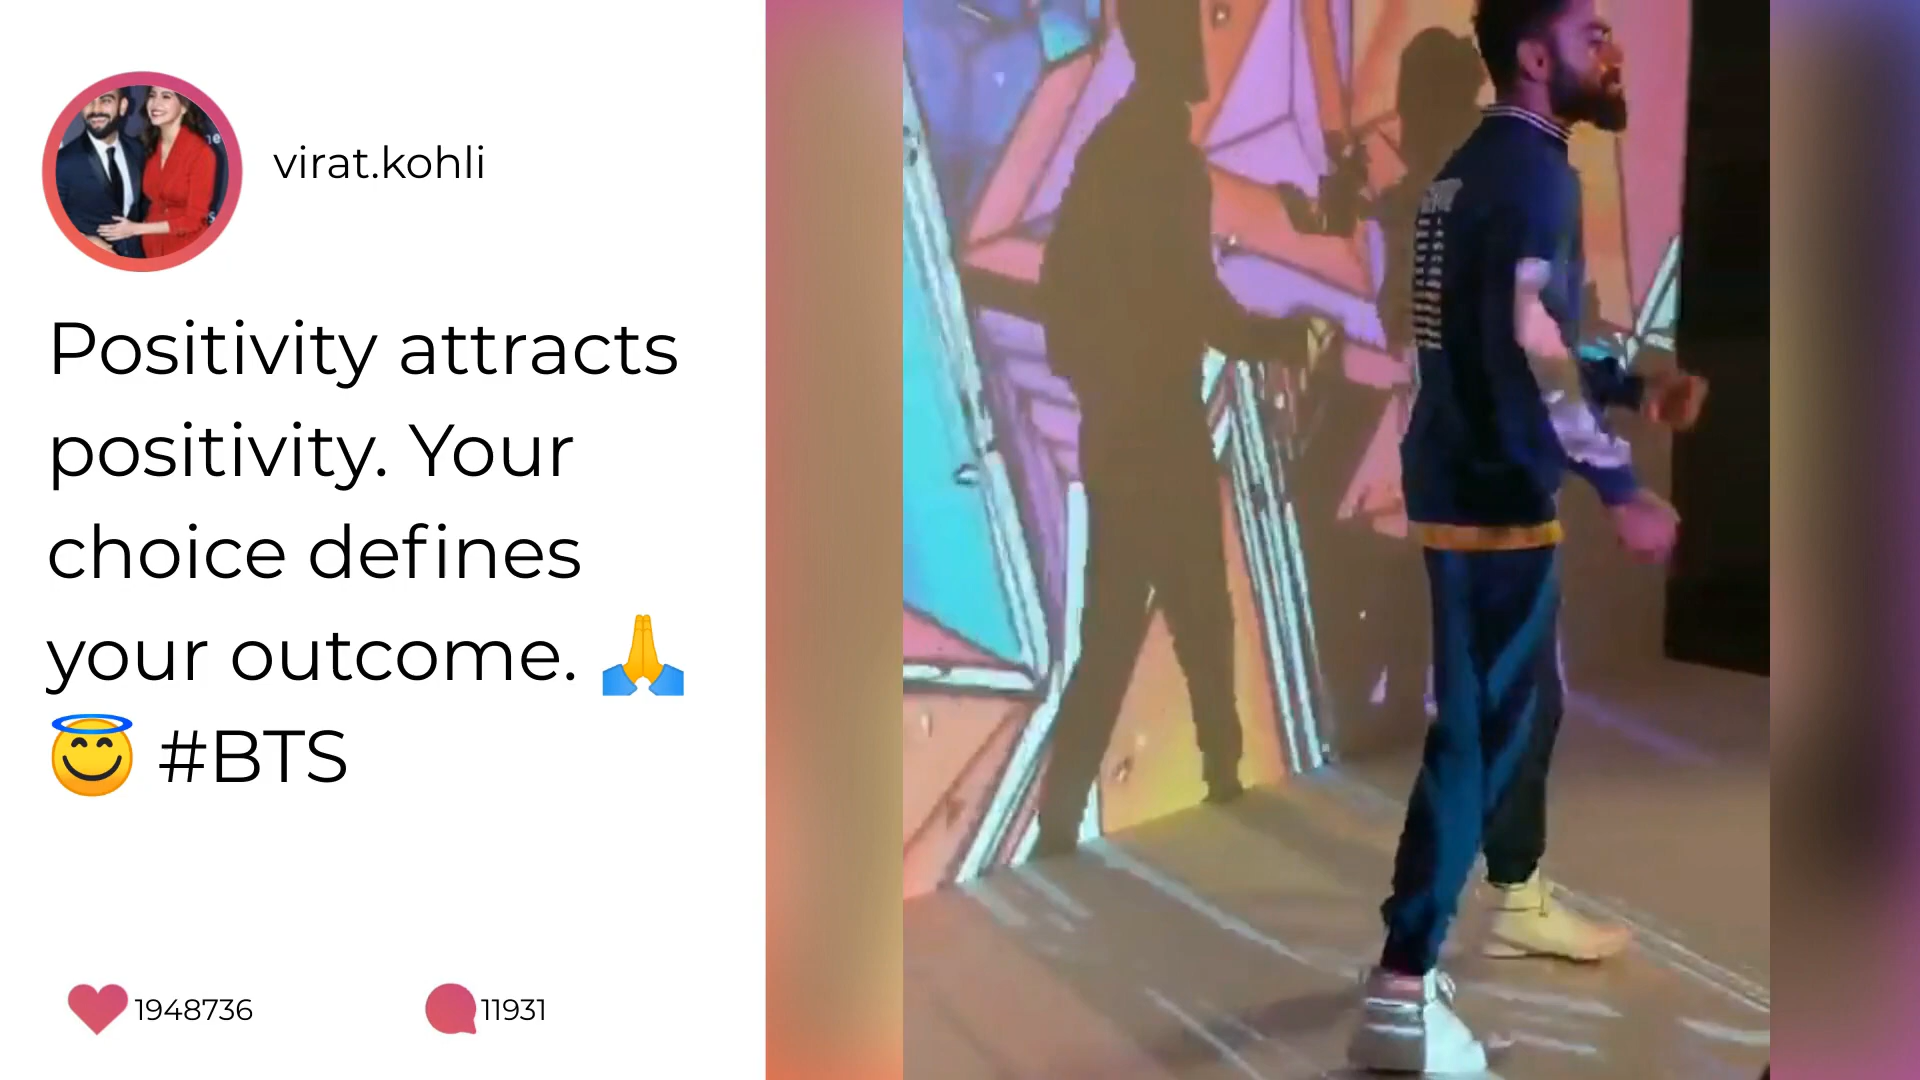 virat.kohli
Positivity attracts
positivity. Your
choice defines
your outcome. 🙏
😇 #BTS
1948736
11931